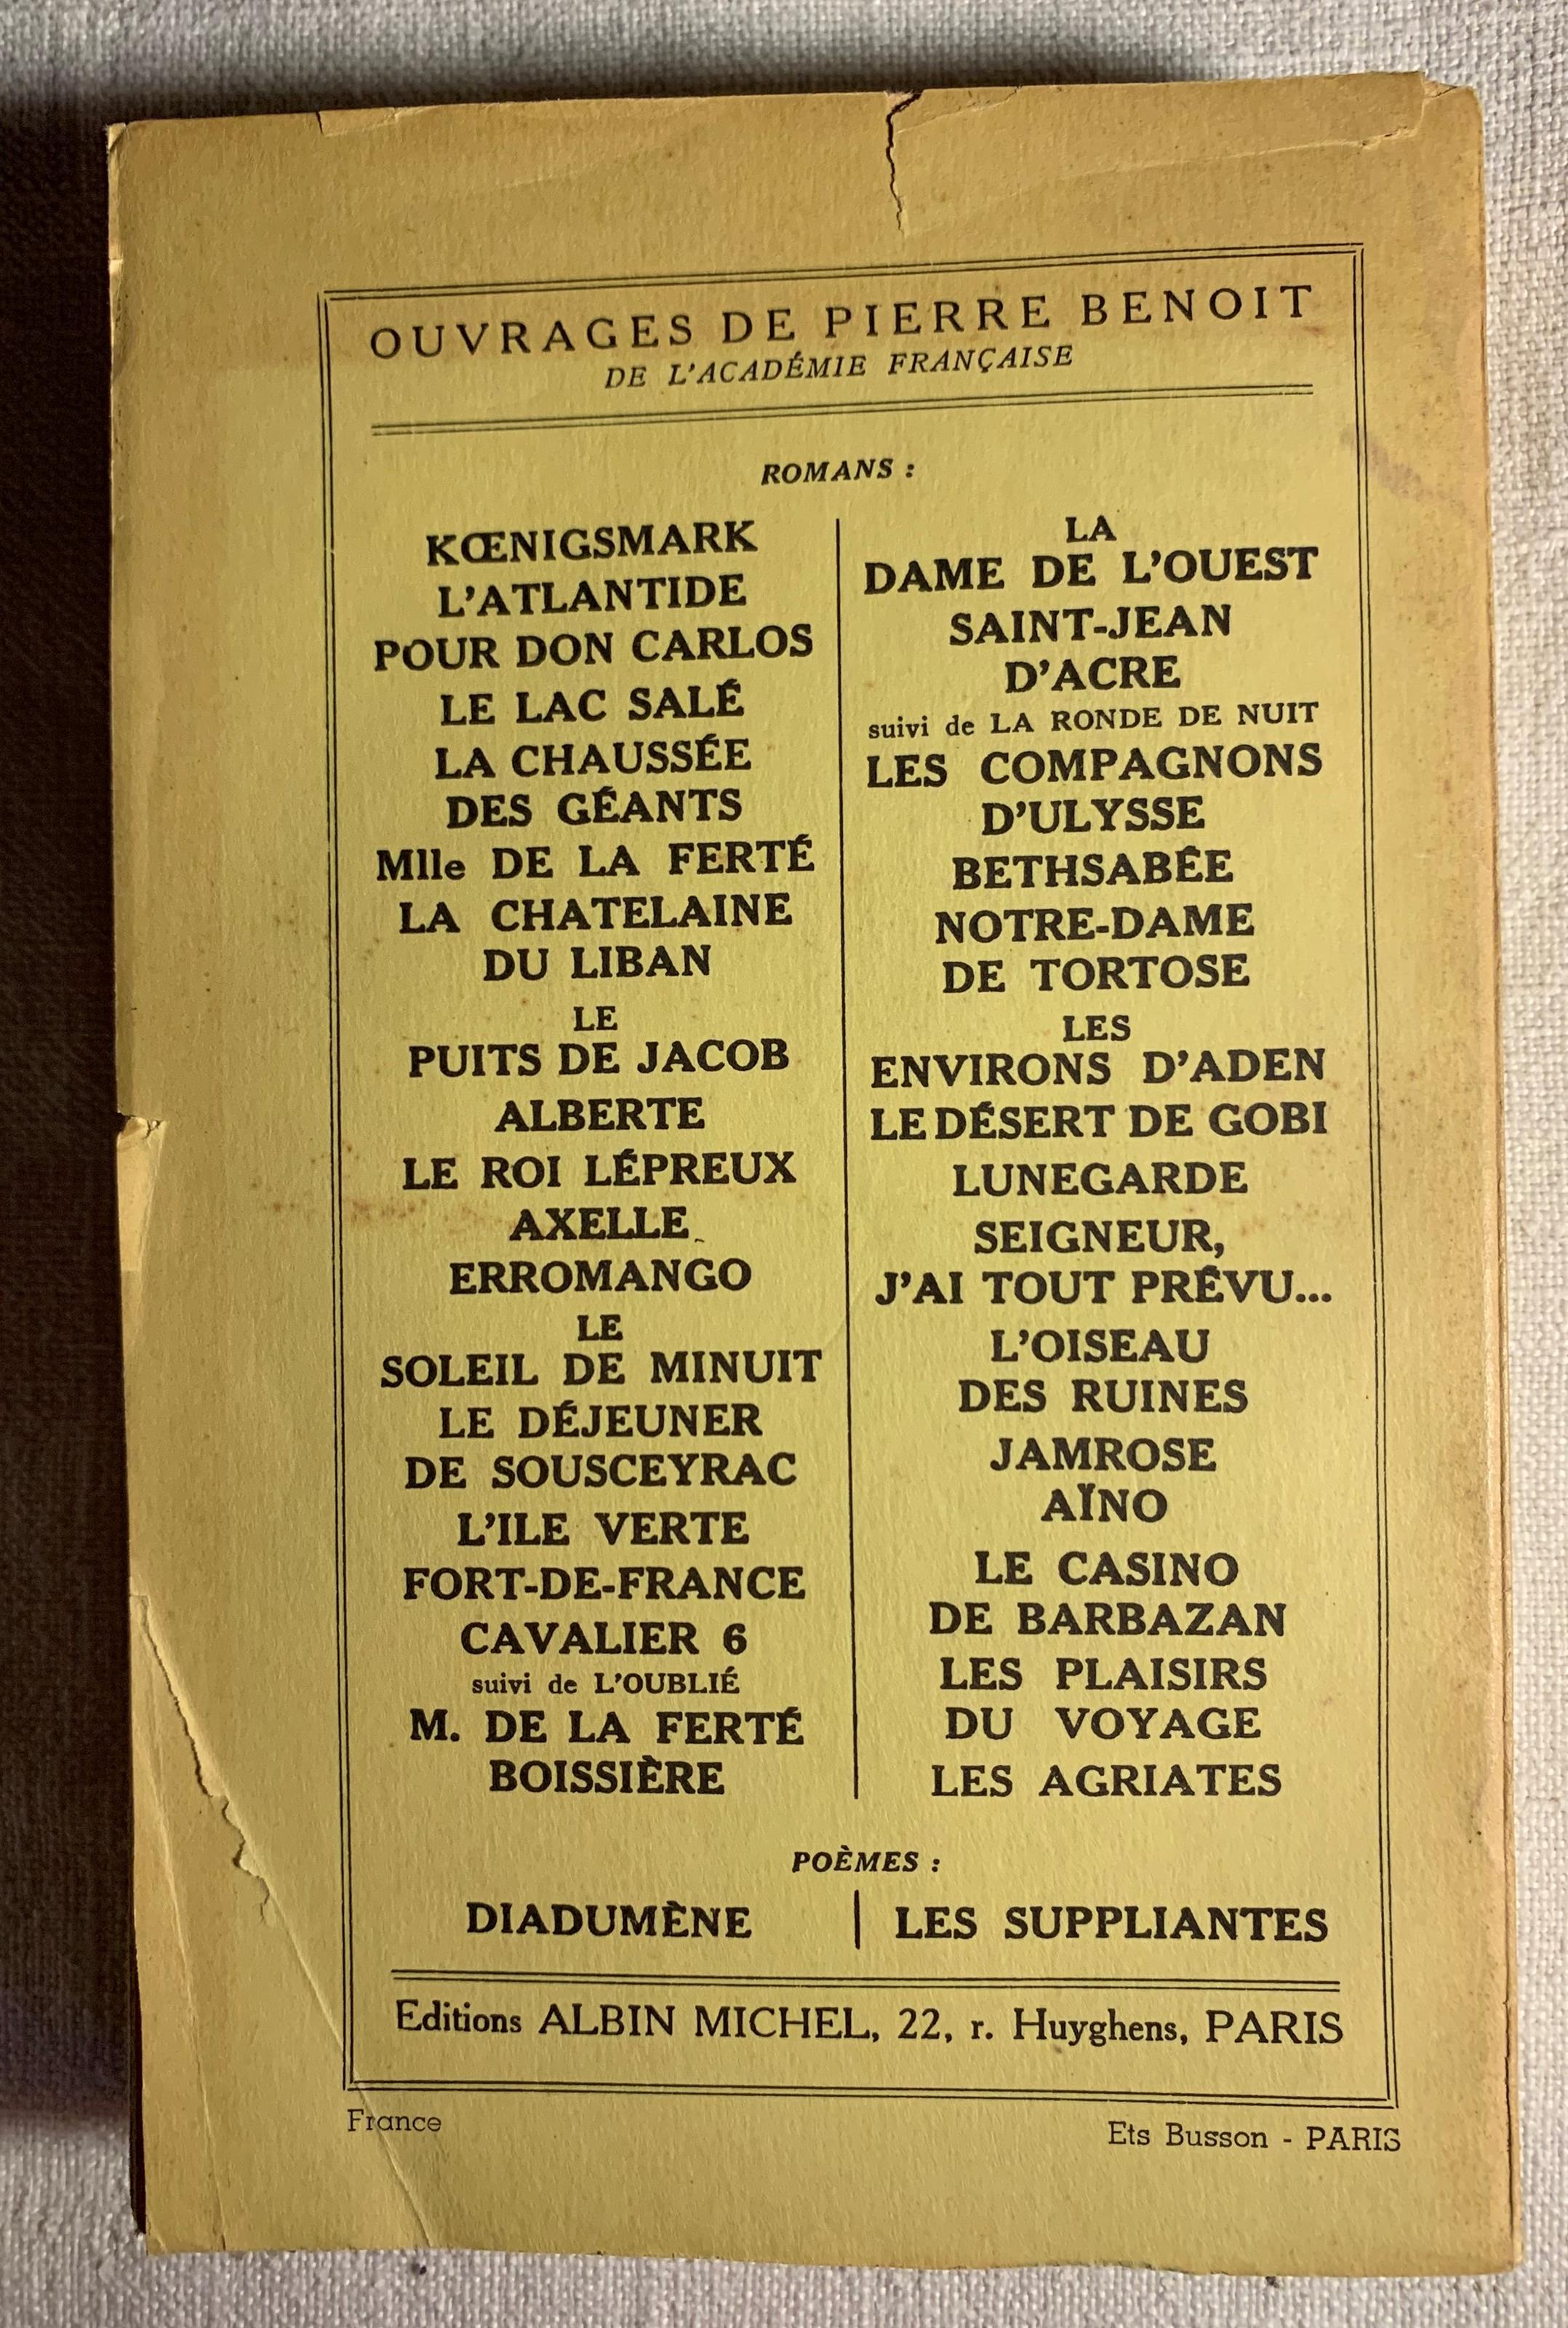 OUVRAGES DE PIERRE BENOIT
DE L'ACADÉMIE FRANÇAISE
ROMANS :
KŒNIGSMARK
L'ATLANTIDE
POUR DON CARLOS
LE LAC SALÉ
LA CHAUSSÉE
DES GÉANTS
Mlle DE LA FERTÉ
LA CHATELAINE
DU LIBAN
LE
PUITS DE JACOB
ALBERTE
LE ROI LÉPREUX
AXELLE
ERROMANGO
LE
SOLEIL DE MINUIT
LE DÉJEUNER
DE SOUSCEYRAC
L'ILE VERTE
FORT-DE-FRANCE
CAVALIER 6
suivi de L'OUBLIÉ
M. DE LA FERTÉ
BOISSIÈRE
LA
DAME DE L'OUEST
SAINT-JEAN
D'ACRE
suivi de LA RONDE DE NUIT
LES COMPAGNONS
D'ULYSSE
BETHSABÉE
NOTRE-DAME
DE TORTOSE
LES
ENVIRONS D'ADEN
LE DÉSERT DE GOBI
LUNEGARDE
SEIGNEUR,
J'AI TOUT PRÉVU...
L'OISEAU
DES RUINES
JAMROSE
AÏNO
LE CASINO
DE BARBAZAN
LES PLAISIRS
DU VOYAGE
LES AGRIATES
POÈMES :
DIADUMÈNE
LES SUPPLIANTES
Editions ALBIN MICHEL, 22, r. Huyghens, PARIS
France
Ets Busson - PARIS